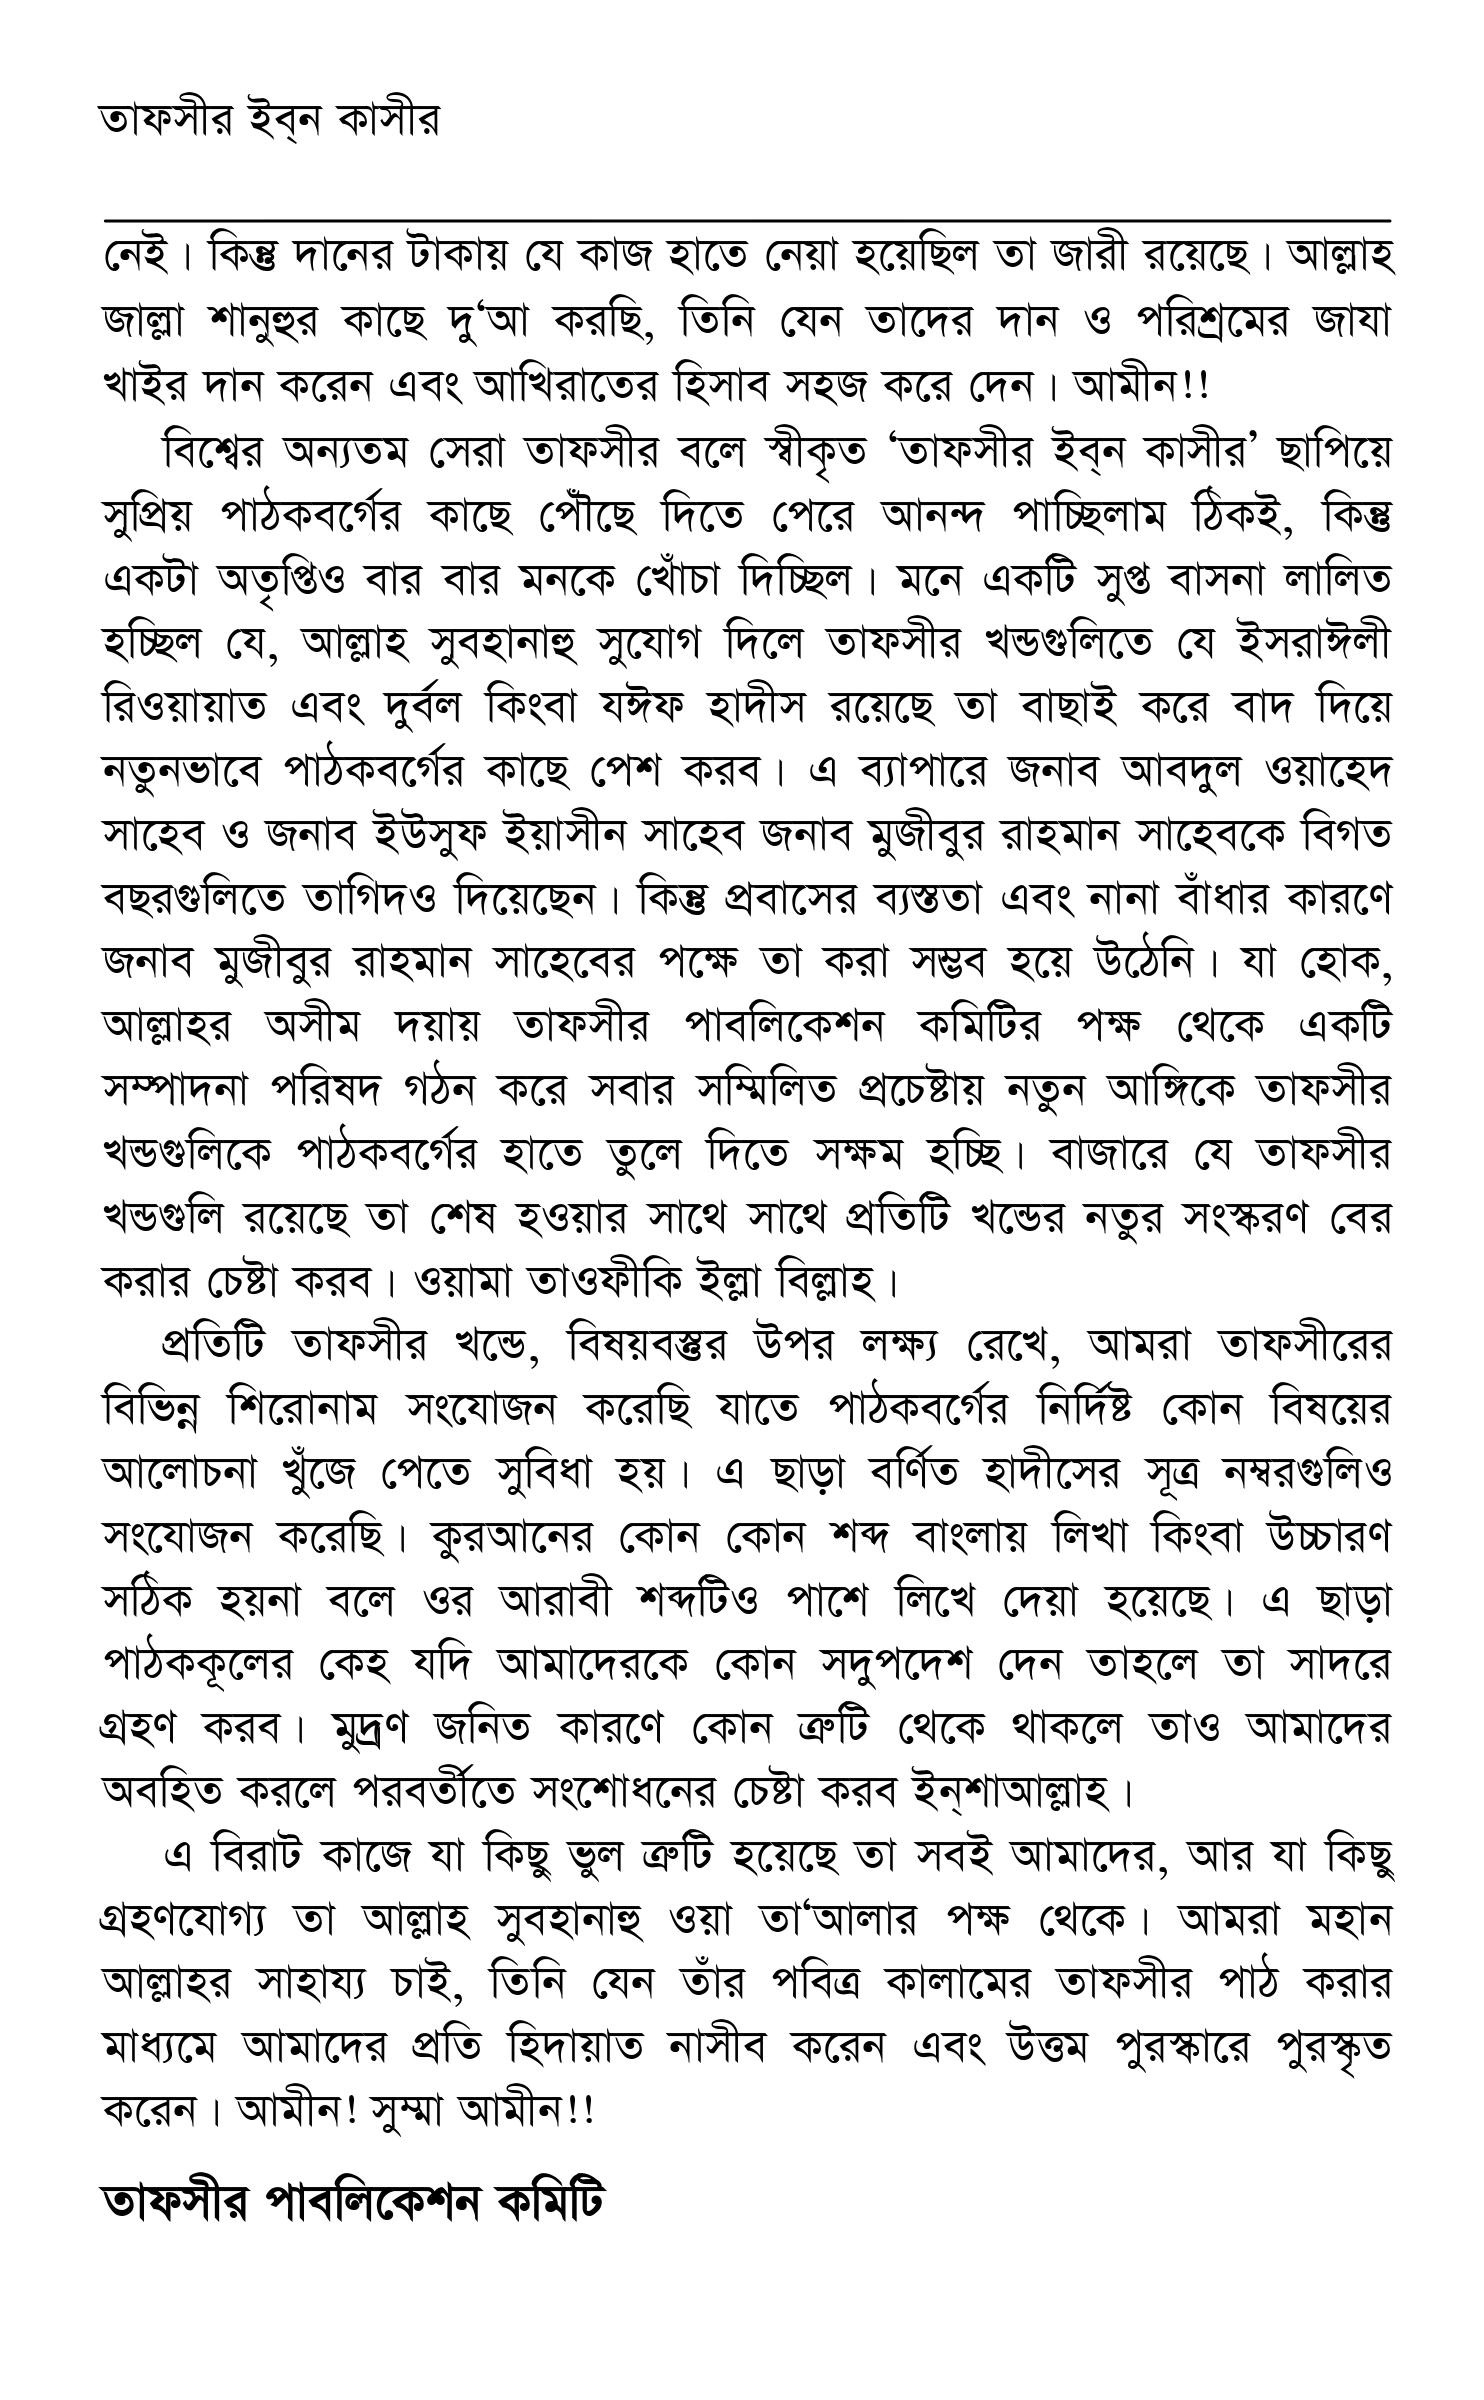 তাফসীর ইব্‌ন কাসীর
নেই। কিন্তু দানের টাকায় যে কাজ হাতে নেয়া হয়েছিল তা জারী রয়েছে। আল্লাহ
জাল্লা শানুহুর কাছে দু‘আ করছি, তিনি যেন তাদের দান ও পরিশ্রমের জাযা
খাইর দান করেন এবং আখিরাতের হিসাব সহজ করে দেন। আমীন!!
বিশ্বের অন্যতম সেরা তাফসীর বলে স্বীকৃত ‘তাফসীর ইব্‌ন কাসীর’ ছাপিয়ে
সুপ্রিয় পাঠকবর্গের কাছে পৌঁছে দিতে পেরে আনন্দ পাচ্ছিলাম ঠিকই, কিন্তু
একটা অতৃপ্তিও বার বার মনকে খোঁচা দিচ্ছিল। মনে একটি সুপ্ত বাসনা লালিত
হচ্ছিল যে, আল্লাহ সুবহানাহু সুযোগ দিলে তাফসীর খন্ডগুলিতে যে ইসরাঈলী
রিওয়ায়াত এবং দুর্বল কিংবা যঈফ হাদীস রয়েছে তা বাছাই করে বাদ দিয়ে
নতুনভাবে পাঠকবর্গের কাছে পেশ করব। এ ব্যাপারে জনাব আবদুল ওয়াহেদ
সাহেব ও জনাব ইউসুফ ইয়াসীন সাহেব জনাব মুজীবুর রাহমান সাহেবকে বিগত
বছরগুলিতে তাগিদও দিয়েছেন। কিন্তু প্রবাসের ব্যস্ততা এবং নানা বাঁধার কারণে
জনাব মুজীবুর রাহমান সাহেবের পক্ষে তা করা সম্ভব হয়ে উঠেনি। যা হোক,
আল্লাহর অসীম দয়ায় তাফসীর পাবলিকেশন কমিটির পক্ষ থেকে একটি
সম্পাদনা পরিষদ গঠন করে সবার সম্মিলিত প্রচেষ্টায় নতুন আঙ্গিকে তাফসীর
খন্ডগুলিকে পাঠকবর্গের হাতে তুলে দিতে সক্ষম হচ্ছি। বাজারে যে তাফসীর
খন্ডগুলি রয়েছে তা শেষ হওয়ার সাথে সাথে প্রতিটি খন্ডের নতুর সংস্করণ বের
করার চেষ্টা করব। ওয়ামা তাওফীকি ইল্লা বিল্লাহ।
প্রতিটি তাফসীর খন্ডে, বিষয়বস্তুর উপর লক্ষ্য রেখে, আমরা তাফসীরের
বিভিন্ন শিরোনাম সংযোজন করেছি যাতে পাঠকবর্গের নির্দিষ্ট কোন বিষয়ের
আলোচনা খুঁজে পেতে সুবিধা হয়। এ ছাড়া বর্ণিত হাদীসের সূত্র নম্বরগুলিও
সংযোজন করেছি। কুরআনের কোন কোন শব্দ বাংলায় লিখা কিংবা উচ্চারণ
সঠিক হয়না বলে ওর আরাবী শব্দটিও পাশে লিখে দেয়া হয়েছে। এ ছাড়া
পাঠককূলের কেহ যদি আমাদেরকে কোন সদুপদেশ দেন তাহলে তা সাদরে
গ্রহণ করব। মুদ্রণ জনিত কারণে কোন ত্রুটি থেকে থাকলে তাও আমাদের
অবহিত করলে পরবর্তীতে সংশোধনের চেষ্টা করব ইন্‌শাআল্লাহ।
এ বিরাট কাজে যা কিছু ভুল ত্রুটি হয়েছে তা সবই আমাদের, আর যা কিছু
গ্রহণযোগ্য তা আল্লাহ সুবহানাহু ওয়া তা‘আলার পক্ষ থেকে। আমরা মহান
আল্লাহর সাহায্য চাই, তিনি যেন তাঁর পবিত্র কালামের তাফসীর পাঠ করার
মাধ্যমে আমাদের প্রতি হিদায়াত নাসীব করেন এবং উত্তম পুরস্কারে পুরস্কৃত
করেন। আমীন! সুম্মা আমীন!!
তাফসীর পাবলিকেশন কমিটি